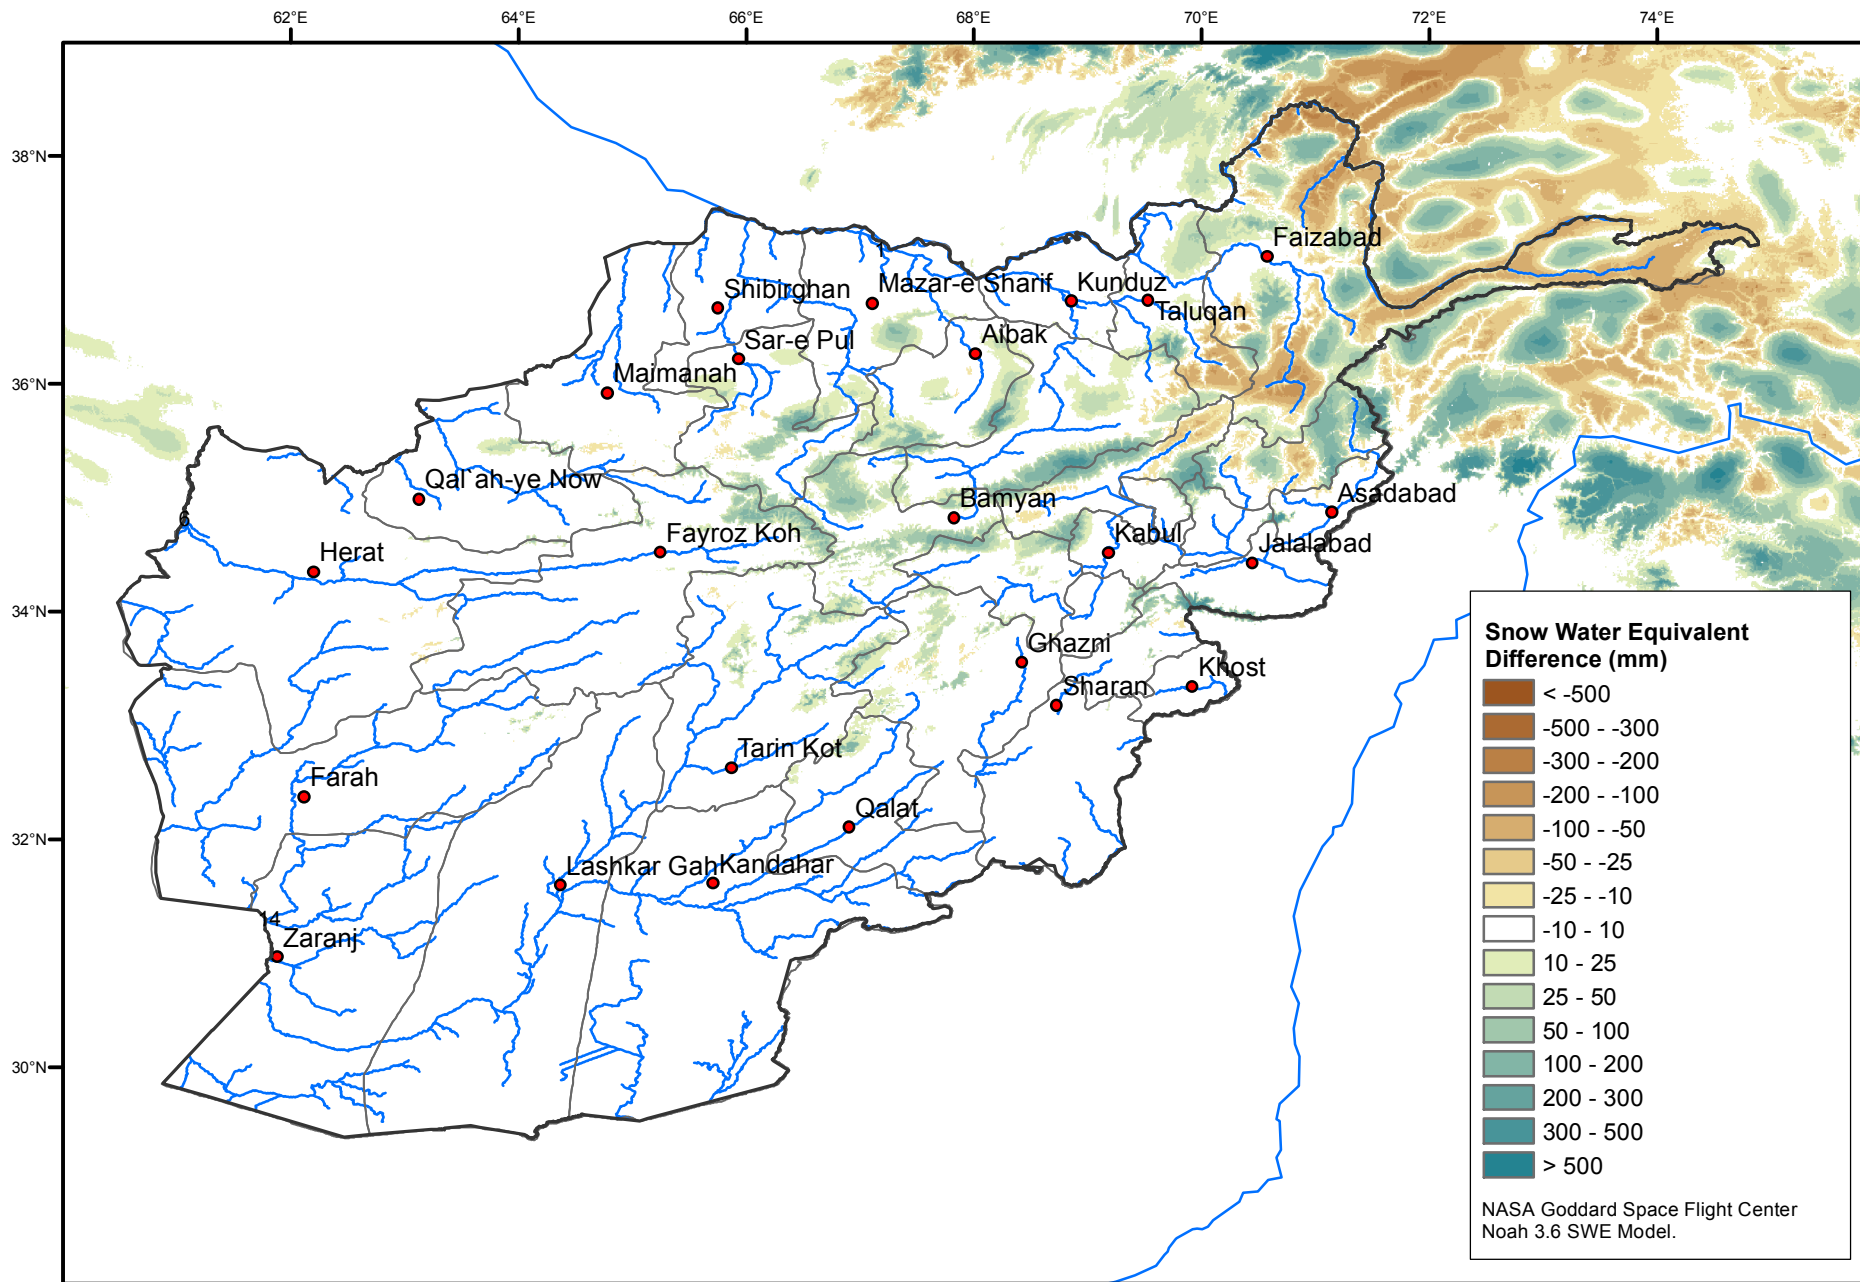 62°E 64°E 66°E 68°E 70°E 72°E 74°E
38°N
36°N
34°N
32°N
30°N
Faizabad
Shibirghan
Mazar-e Sharif
Kunduz
Taluqan
Sar-e Pul
Aibak
Maimanah
Qal ah-ye Now
Bamyan
Asadabad
6
Herat
Fayroz Koh
Kabul
Jalalabad
Ghazni
Khost
Sharan
Tarin Kot
Farah
Qalat
Lashkar Gah
Kandahar
14
Zaranj
Snow Water Equivalent
Difference (mm)
< -500
-500 - -300
-300 - -200
-200 - -100
-100 - -50
-50 - -25
-25 - -10
-10 - 10
10 - 25
25 - 50
50 - 100
100 - 200
200 - 300
300 - 500
> 500
NASA Goddard Space Flight Center
Noah 3.6 SWE Model.